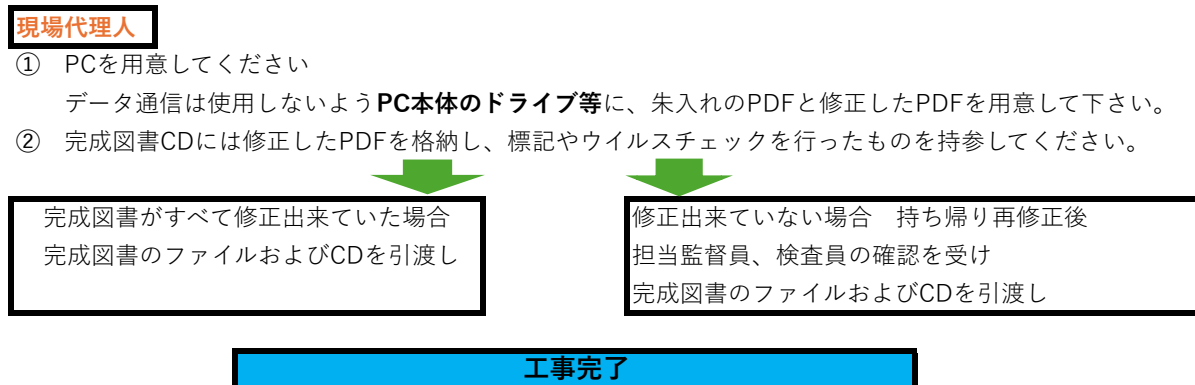 現場代理人
① PCを用意してください
データ通信は使用しないようPC本体のドライブ等に、朱入れのPDFと修正したPDFを用意して下さい。
② 完成図書CDには修正したPDFを格納し、標記やウイルスチェックを行ったものを持参してください。
完成図書がすべて修正出来ていた場合
完成図書のファイルおよびCDを引渡し
修正出来ていない場合　持ち帰り再修正後
担当監督員、検査員の確認を受け
完成図書のファイルおよびCDを引渡し
工事完了